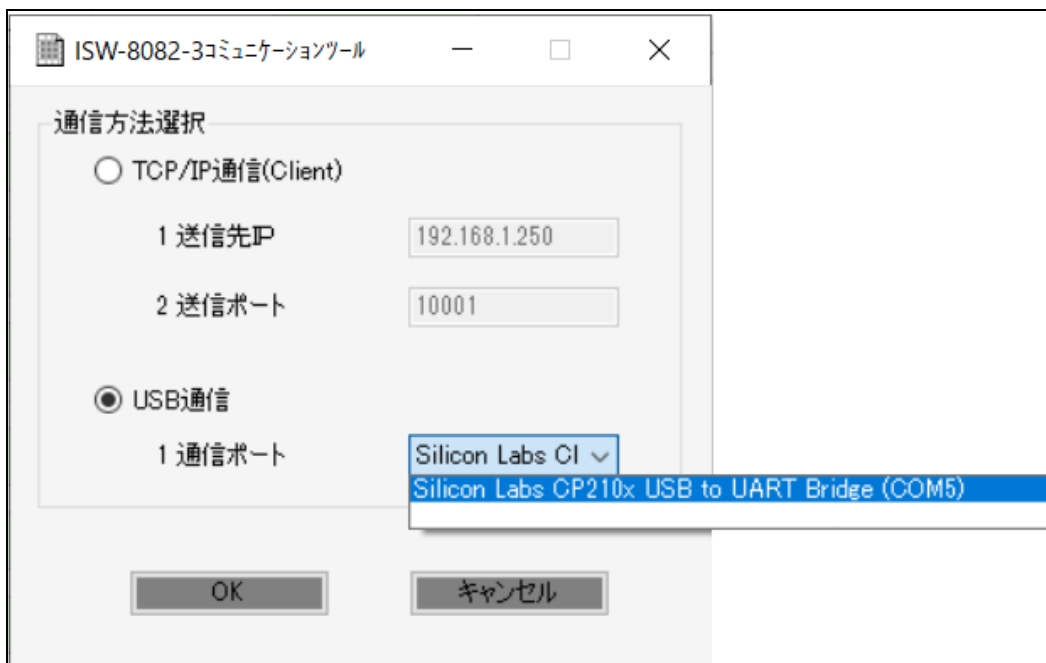 ISW-8082-3ｺﾐｭﾆｹｰｼｮﾝﾂｰﾙ
通信方法選択
TCP/IP通信(Client)
1 送信先IP 192.168.1.250
2 送信ポート 10001
USB通信
1 通信ポート Silicon Labs CI
Silicon Labs CP210x USB to UART Bridge (COM5)
OK キャンセル